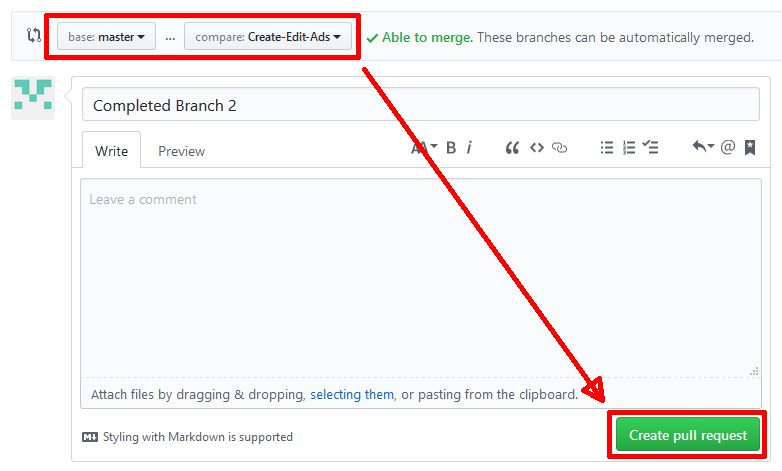 base: master ... compare: Create-Edit-Ads Able to merge. These branches can be automatically merged.
Completed Branch 2
Write Preview AA B i “ <> @
Leave a comment
Attach files by dragging & dropping, selecting them, or pasting from the clipboard.
M Styling with Markdown is supported Create pull request